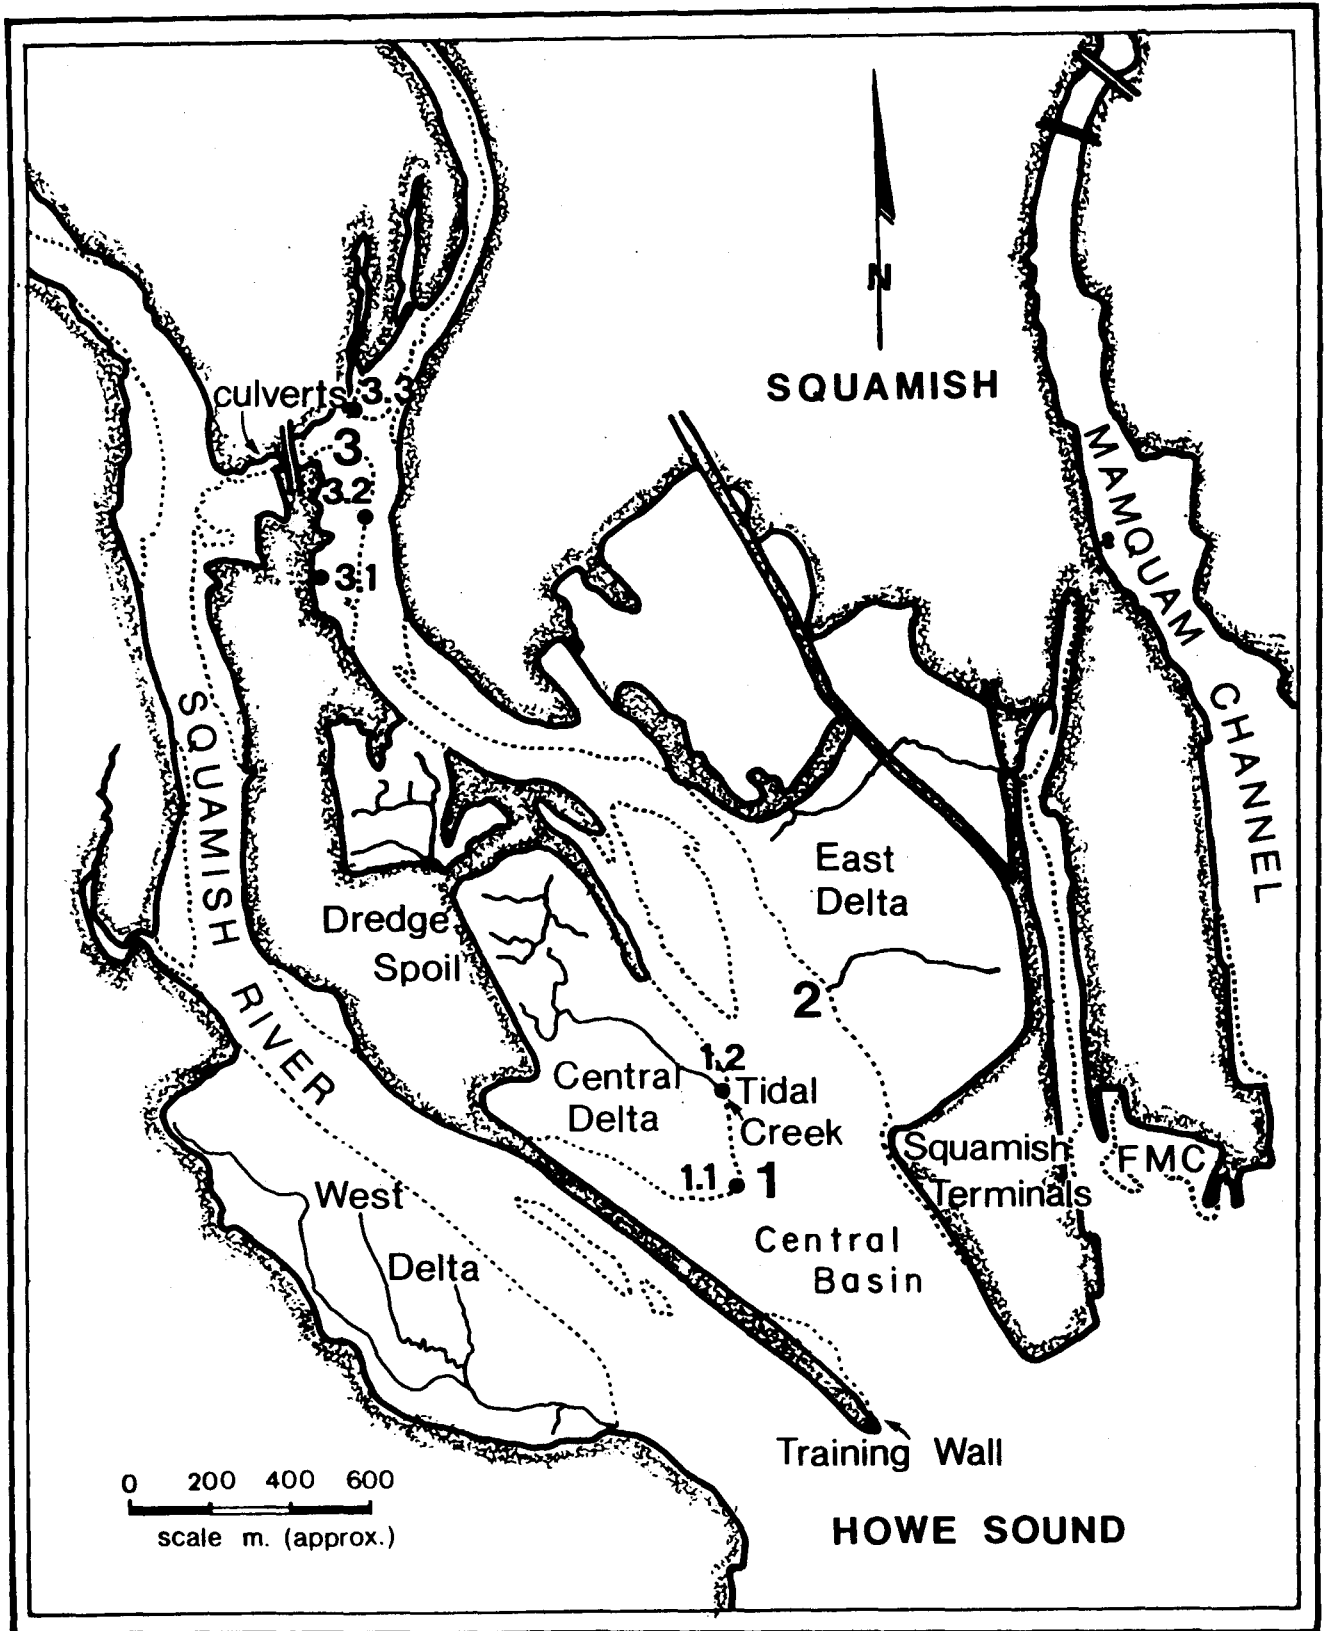 N
SQUAMISH
culverts
3.3
3
3.2
3.1
MAMQUAM CHANNEL
SQUAMISH RIVER
East
Delta
Dredge
Spoil
2
1.2
Central
Delta
Tidal
Creek
1.1
1
Squamish
Terminals
FMC
West
Delta
Central
Basin
Training Wall
0 200 400 600
scale m. (approx.)
HOWE SOUND